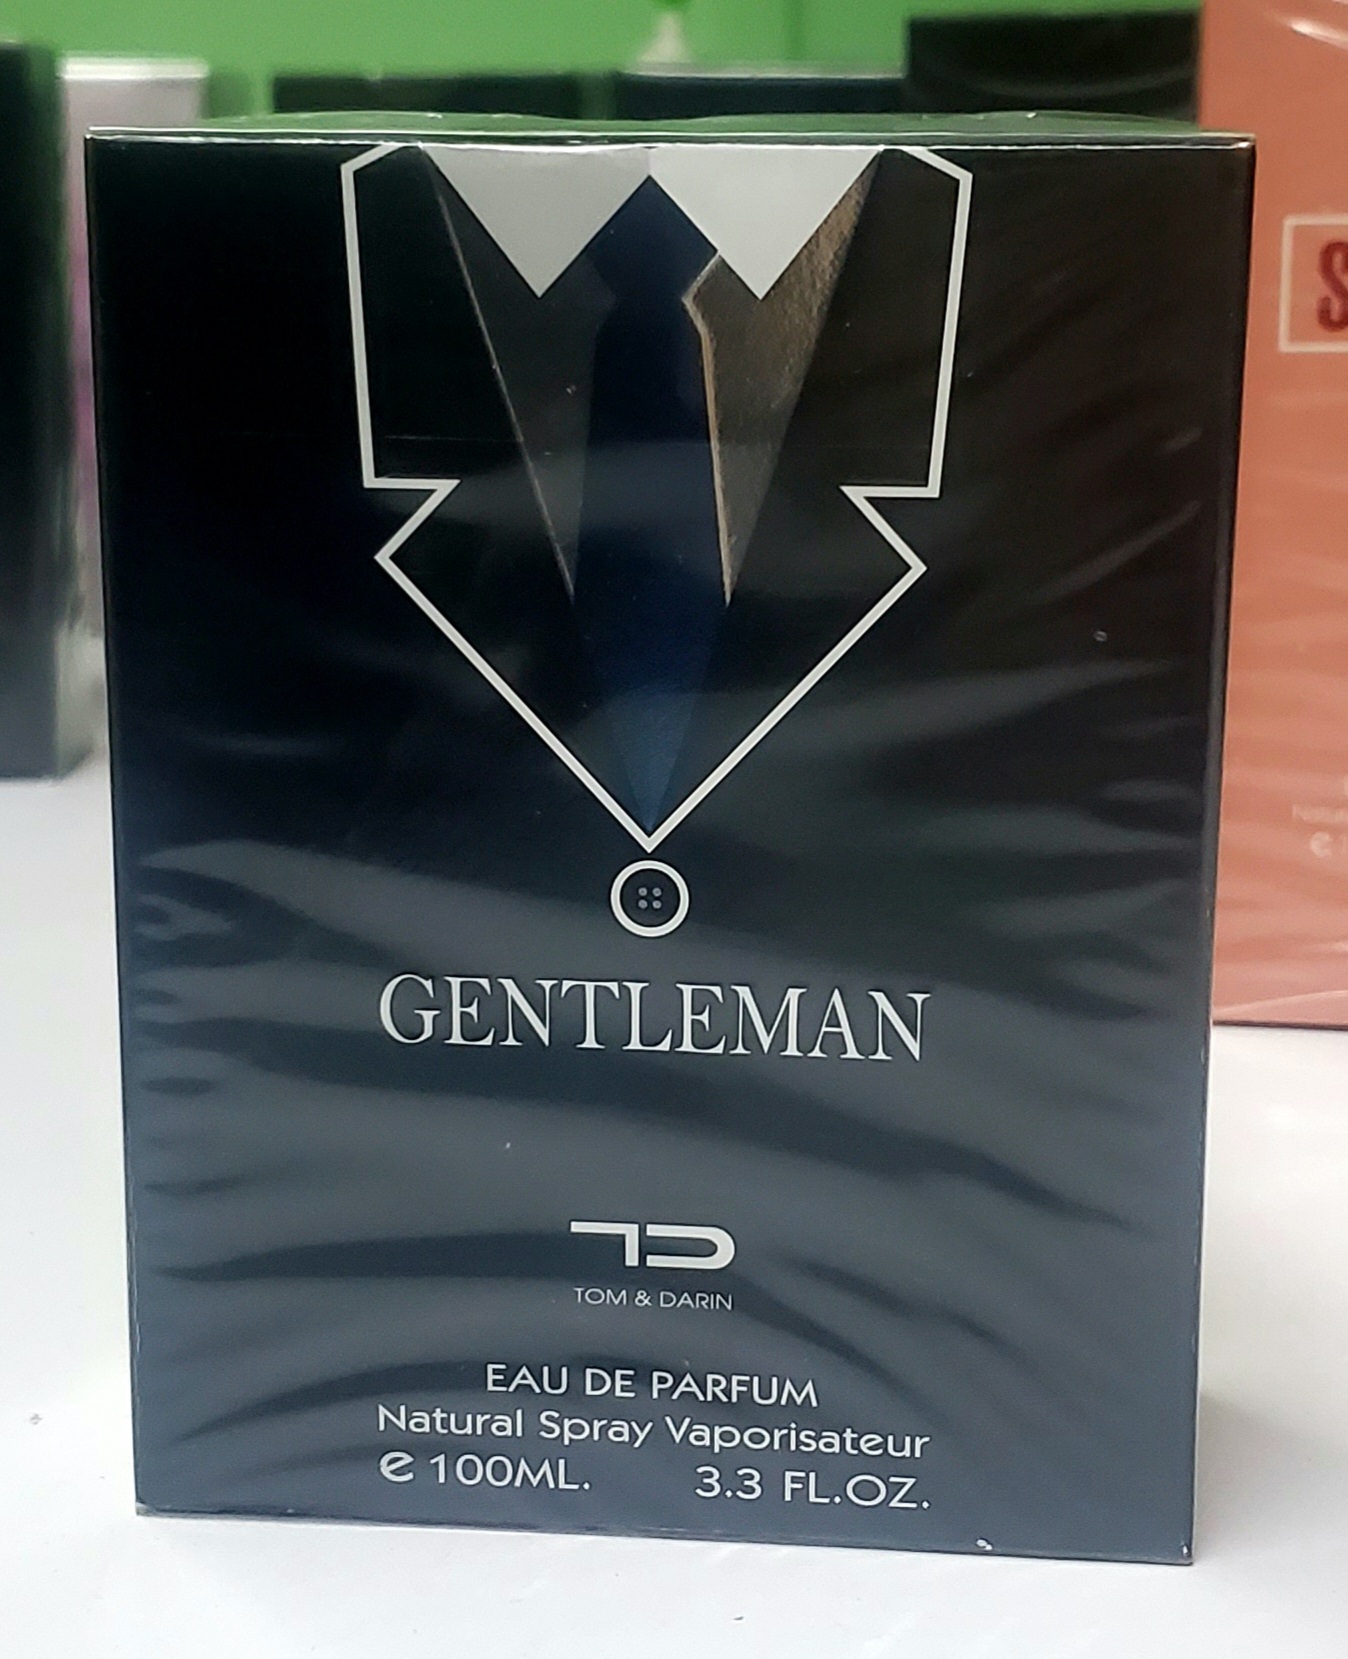 GENTLEMAN
TD
TOM & DARIN
EAU DE PARFUM
Natural Spray Vaporisateur
e 100ML. 3.3 FL.OZ.
S